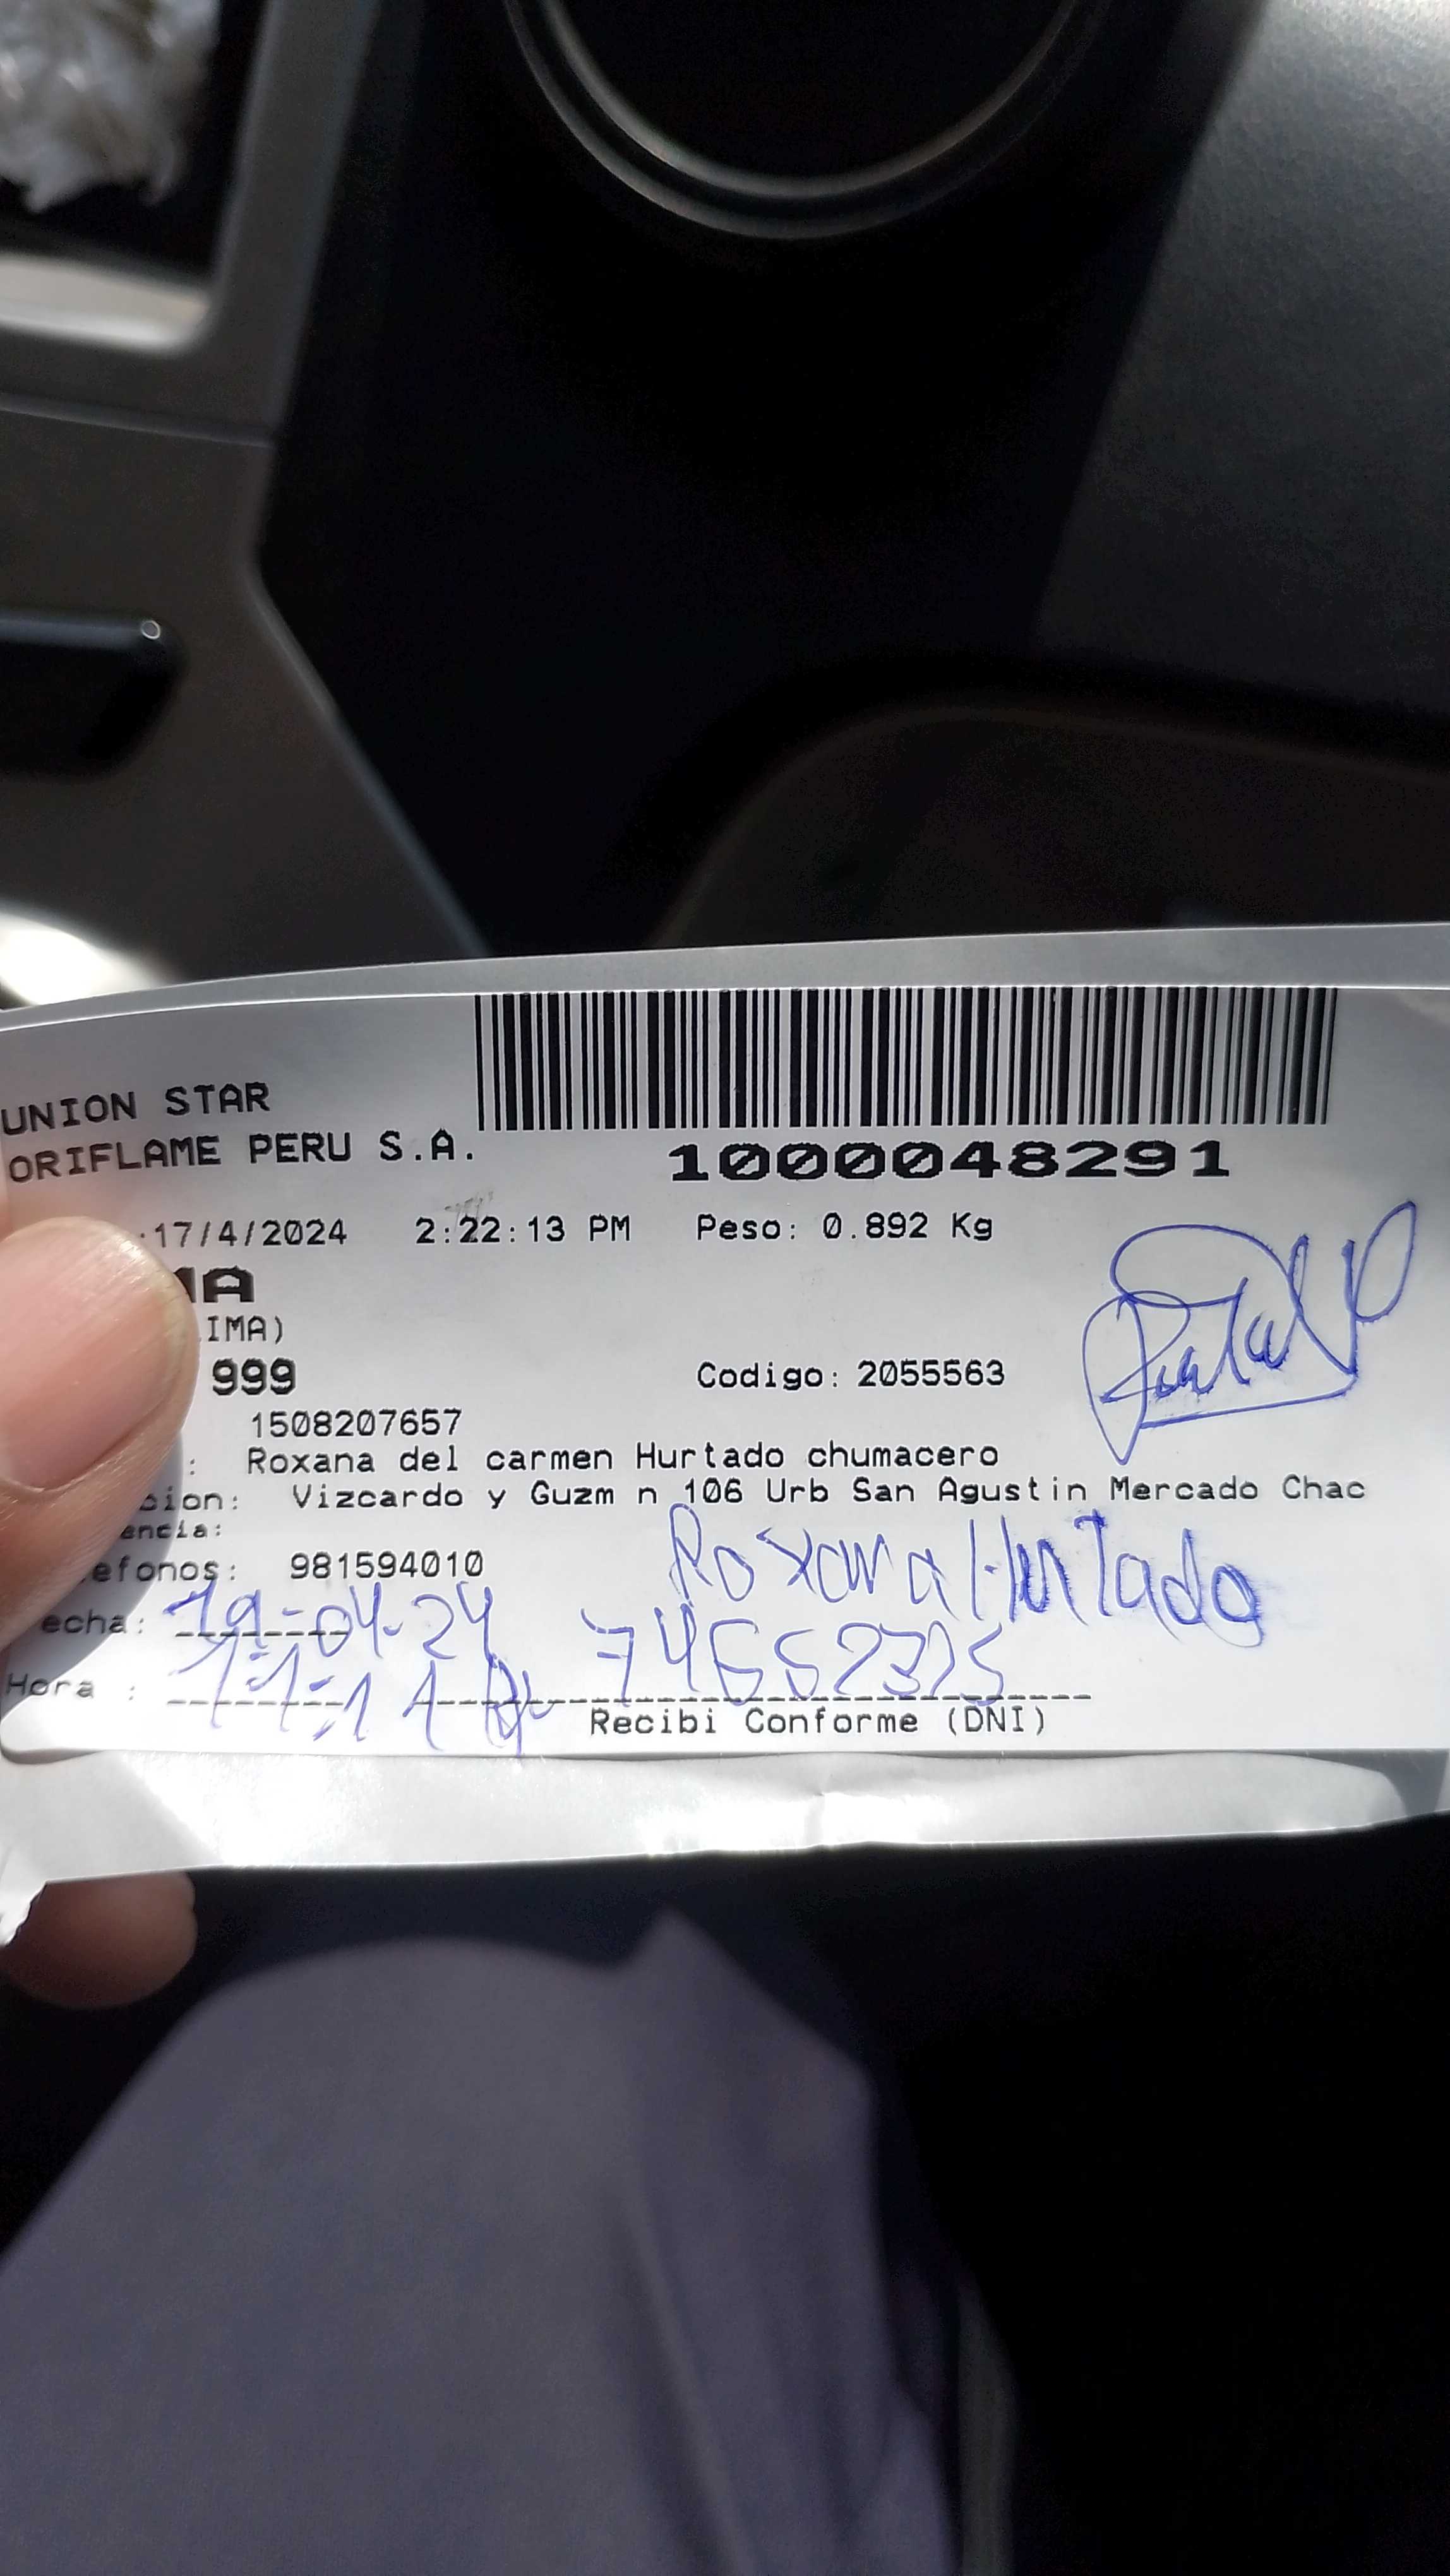 UNION STAR
ORIFLAME PERU S.A.
1000048291
17/4/2024 2:22:13 PM Peso: 0.892 Kg
MA
IMA)
999 Codigo: 2055563
1508207657
: Roxana del carmen Hurtado chumacero
cion: Vizcardo y Guzm n 106 Urb San Agustin Mercado Chac
encia:
efonos: 981594010
Roxana Hurtado
echa: 19-04-24
Hora :
Recibi Conforme (DNI)